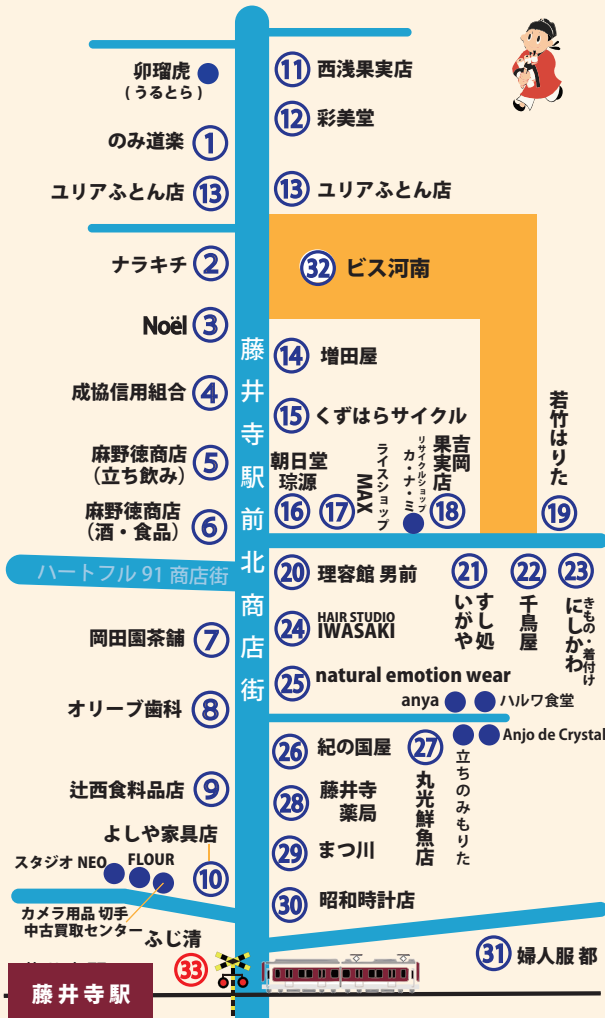 卯瑠虎
(うるとら)
のみ道楽 ①
ユリアふとん店 ⑬
ナラキチ ②
Noël ③
成協信用組合 ④
麻野徳商店
(立ち飲み) ⑤
麻野徳商店
(酒・食品) ⑥
ハートフル 91 商店街
岡田園茶舗 ⑦
オリーブ歯科 ⑧
辻西食料品店 ⑨
よしや家具店
⑩
スタジオ NEO
FLOUR
カメラ用品 切手
中古買取センター
ふじ清
㉝
藤井寺駅
藤井寺駅前北商店街
⑪ 西浅果実店
⑫ 彩美堂
⑬ ユリアふとん店
㉜ ビス河南
⑭ 増田屋
⑮ くずはらサイクル
朝日堂
琮源
⑯
⑰
ライスショップ
MAX
リサイクルショップ
カ・ナ・ミ
吉岡
果実店
⑱
若竹はりた
⑲
⑳ 理容館 男前
㉑
すし処
いがや
㉒
千鳥屋
㉓
きもの・着付け
にしかわ
㉔ HAIR STUDIO
IWASAKI
㉕ natural emotion wear
anya
ハルワ食堂
Anjo de Crystal
立ちのみもりた
㉖ 紀の国屋
㉗
丸光鮮魚店
㉘ 藤井寺
薬局
㉙ まつ川
㉚ 昭和時計店
㉛ 婦人服 都